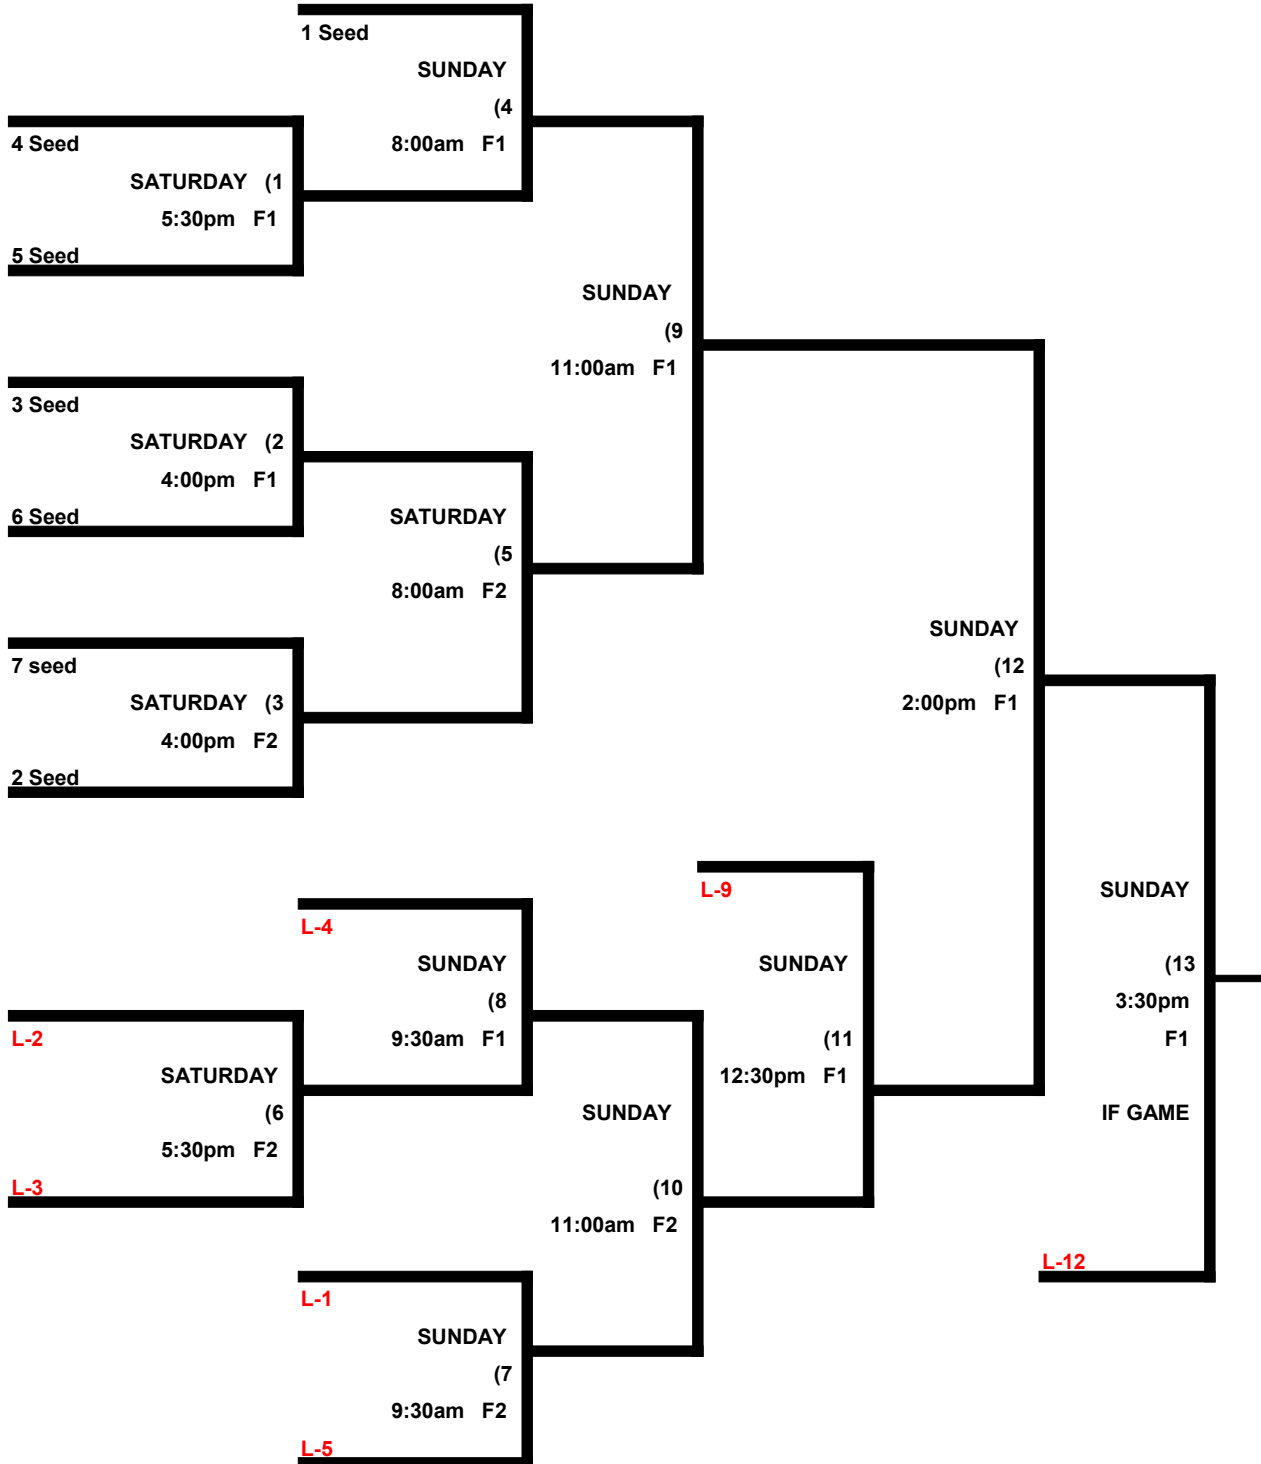 1 Seed
SUNDAY
(4
8:00am F1
4 Seed
SATURDAY (1
5:30pm F1
5 Seed
SUNDAY
(9
11:00am F1
3 Seed
SATURDAY (2
4:00pm F1
6 Seed
SATURDAY
(5
8:00am F2
7 seed
SATURDAY (3
4:00pm F2
2 Seed
SUNDAY
(12
2:00pm F1
L-9
L-4
SUNDAY
(8
9:30am F1
SUNDAY
(11
12:30pm F1
SUNDAY
(13
3:30pm
F1
IF GAME
L-2
SATURDAY
(6
5:30pm F2
L-3
SUNDAY
(10
11:00am F2
L-12
L-1
SUNDAY
(7
9:30am F2
L-5